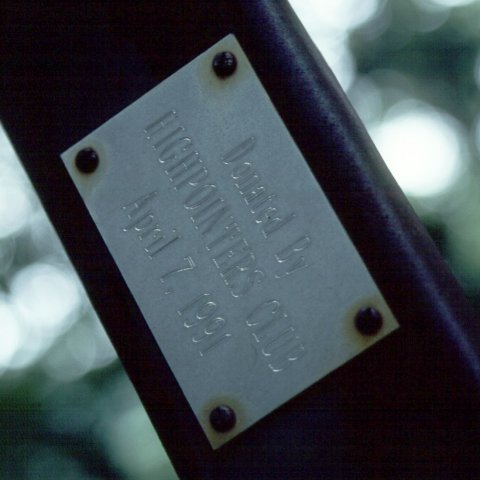 Donated By
HIGHPOINTERS CLUB
April 7, 1991